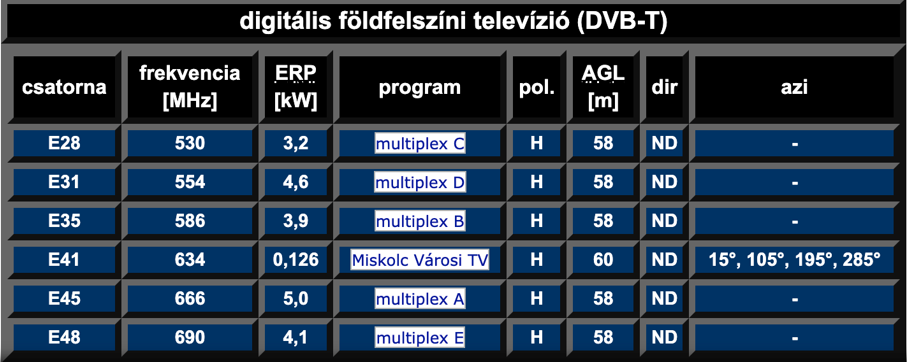 digitális földfelszíni televízió (DVB-T)
csatorna frekvencia [MHz] ERP [kW] program pol. AGL [m] dir azi
E28 530 3,2 multiplex C H 58 ND -
E31 554 4,6 multiplex D H 58 ND -
E35 586 3,9 multiplex B H 58 ND -
E41 634 0,126 Miskolc Városi TV H 60 ND 15°, 105°, 195°, 285°
E45 666 5,0 multiplex A H 58 ND -
E48 690 4,1 multiplex E H 58 ND -